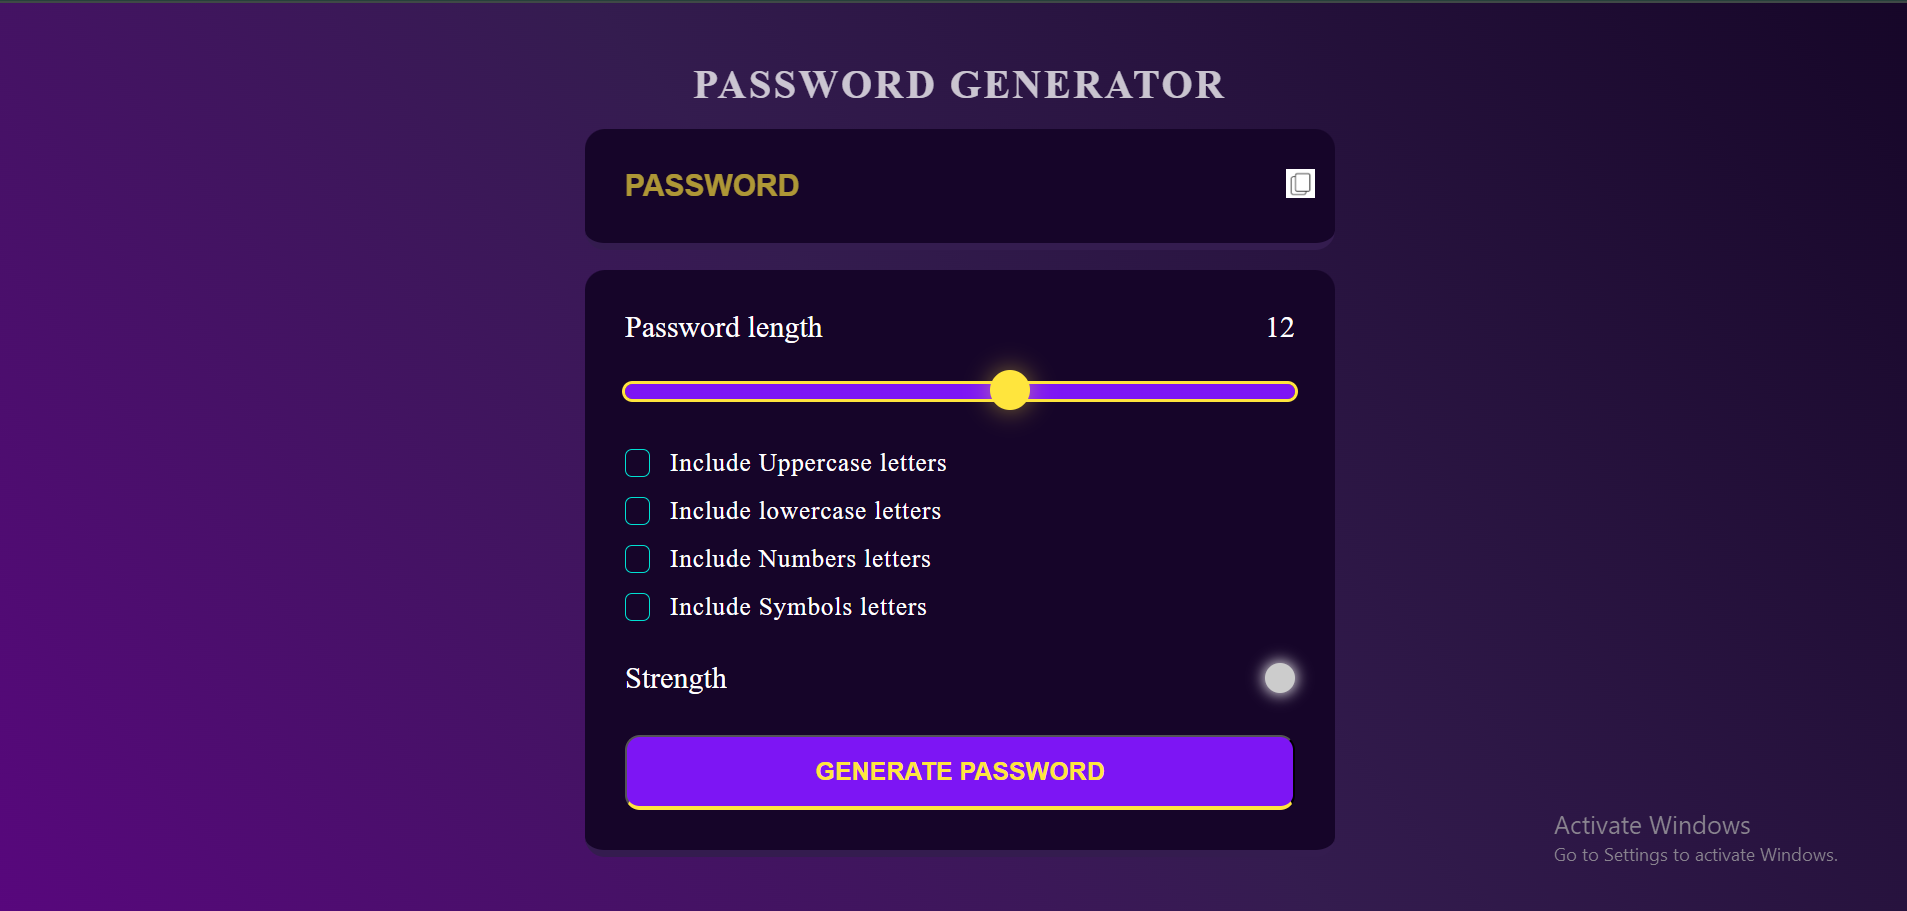 PASSWORD GENERATOR
PASSWORD
Password length 12
Include Uppercase letters
Include lowercase letters
Include Numbers letters
Include Symbols letters
Strength
GENERATE PASSWORD
Activate Windows
Go to Settings to activate Windows.